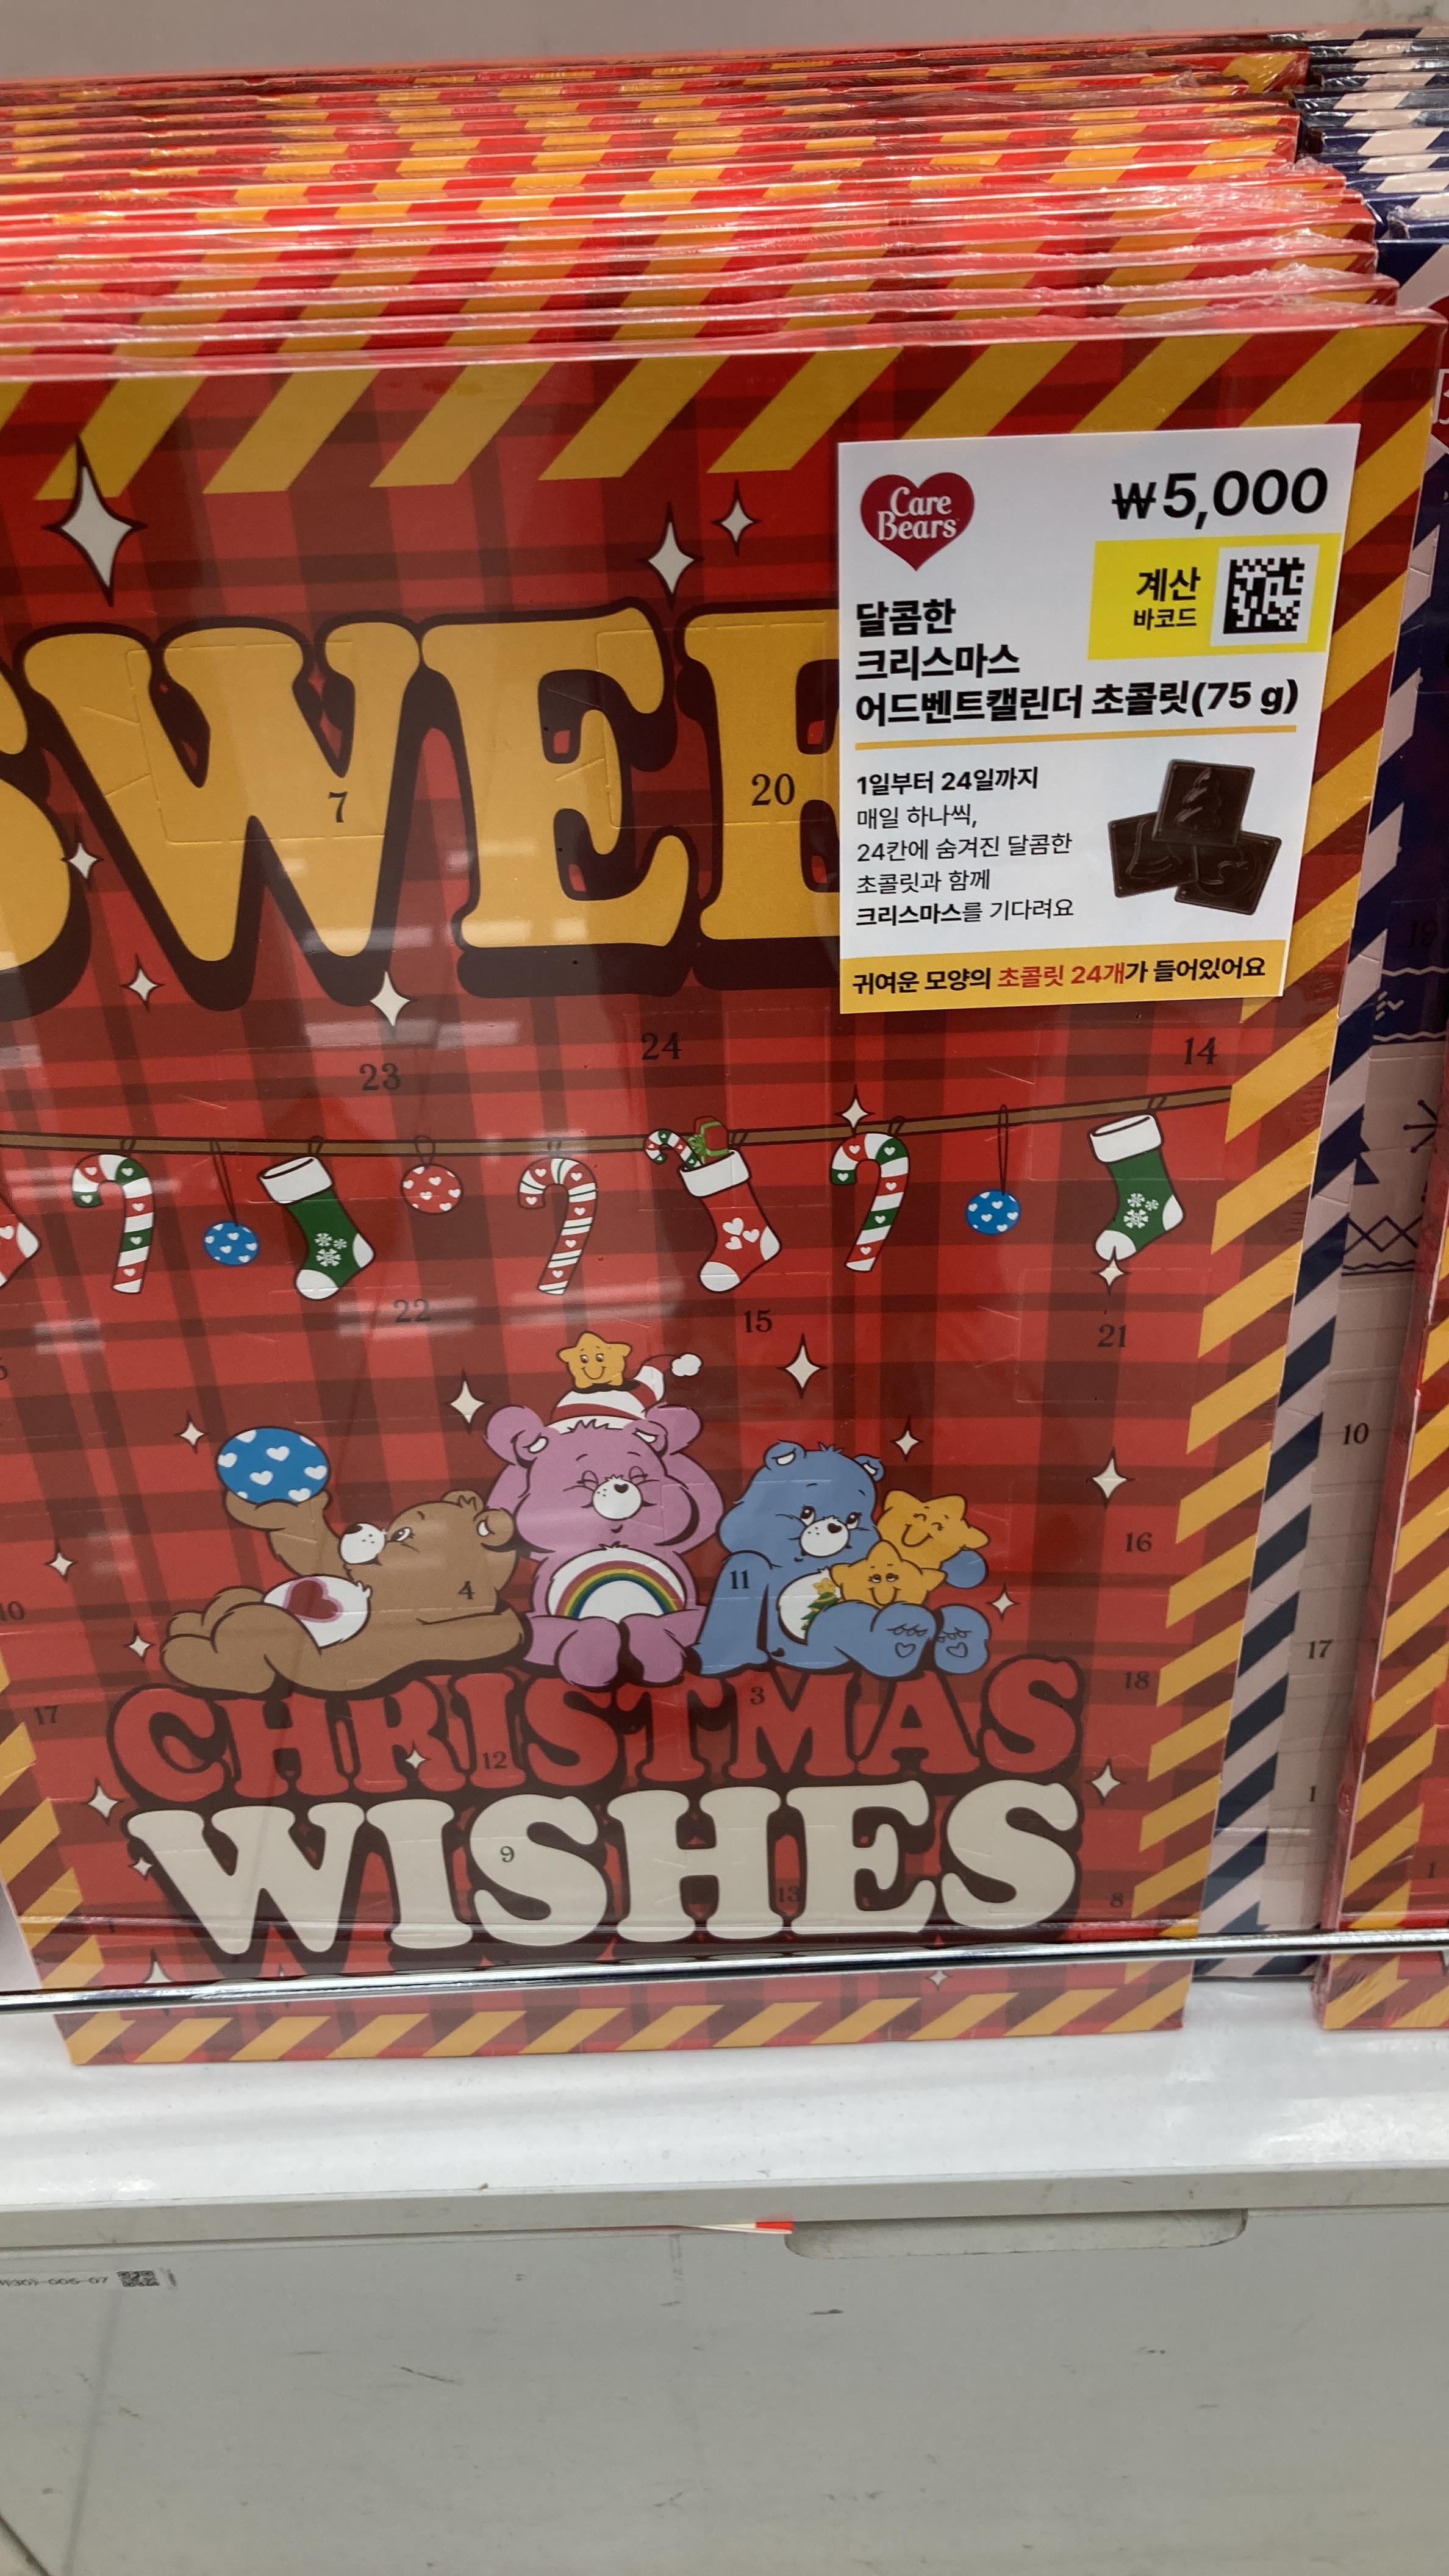 SWEE
Care
Bears
₩5,000
계산
바코드
달콤한
크리스마스
어드벤트캘린더 초콜릿(75 g)
1일부터 24일까지
매일 하나씩,
24칸에 숨겨진 달콤한
초콜릿과 함께
크리스마스를 기다려요
귀여운 모양의 초콜릿 24개가 들어있어요
7
20
19
23
24
14
22
15
21
10
4
11
16
17
18
3
12
CHRISTMAS
WISHES
9
13
8
17
1
1